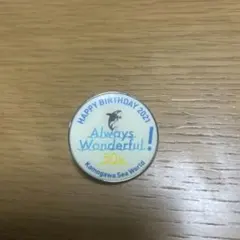 HAPPY BIRTHDAY 2021
Always
Wonderful!
Kamogawa Sea World